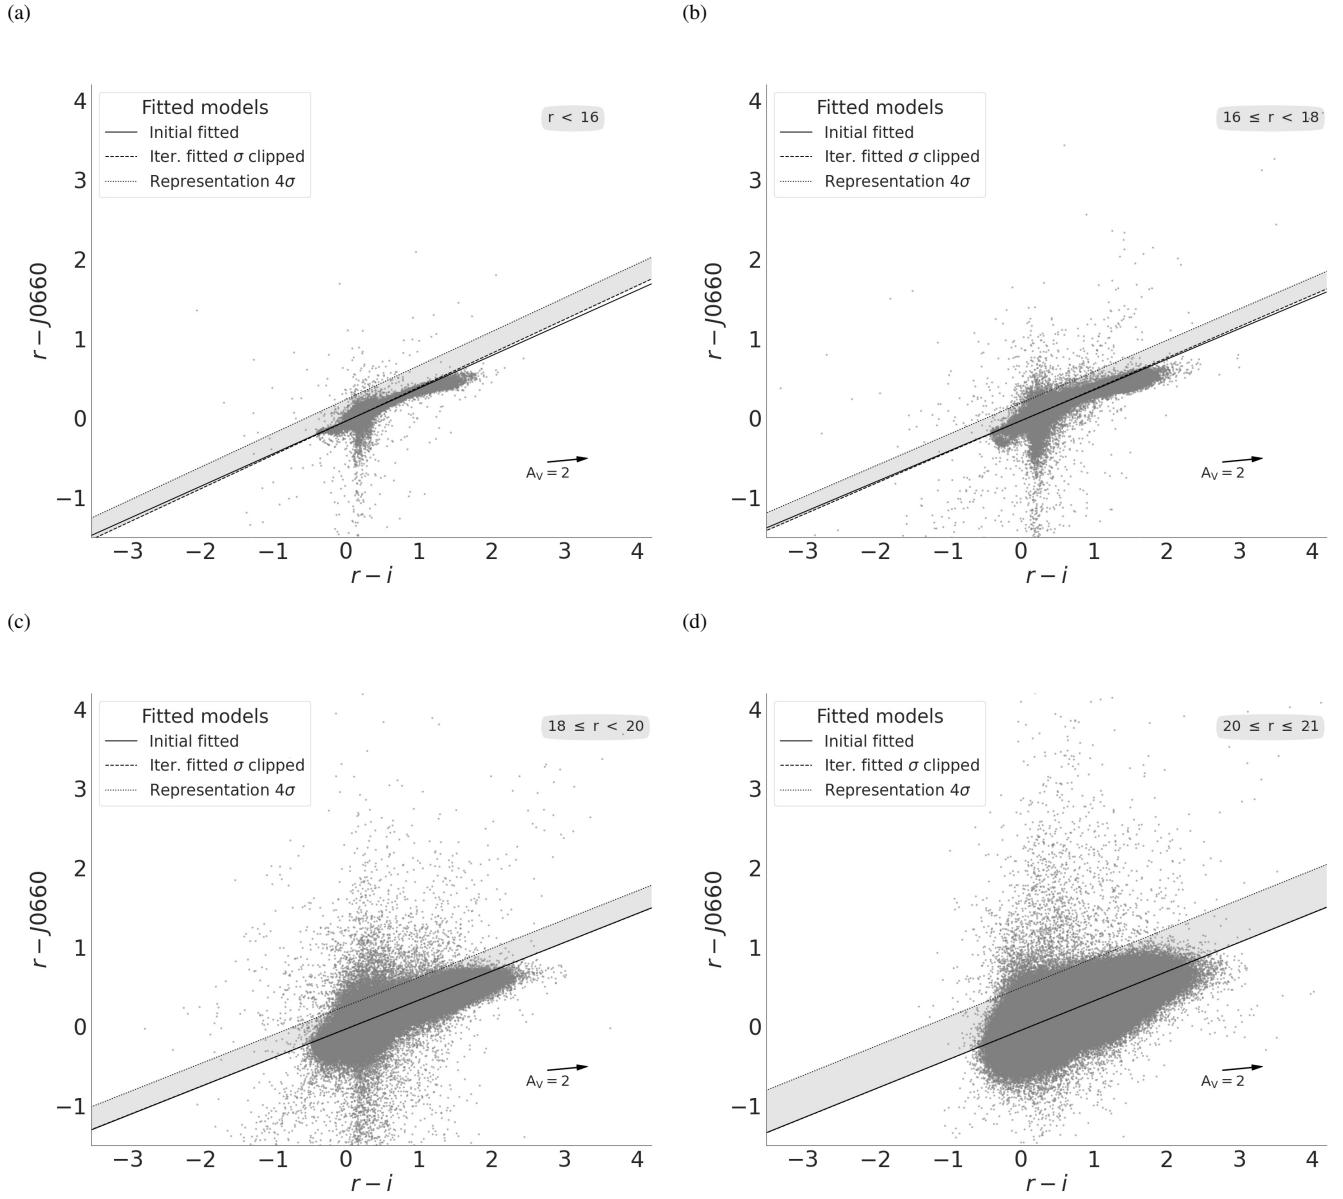 (a)
Fitted models
Initial fitted
Iter. fitted σ clipped
Representation 4σ
r < 16
4
3
2
1
0
−1
r − J0660
A_V = 2
−3 −2 −1 0 1 2 3 4
r − i
(b)
Fitted models
Initial fitted
Iter. fitted σ clipped
Representation 4σ
16 ≤ r < 18
4
3
2
1
0
−1
r − J0660
A_V = 2
−3 −2 −1 0 1 2 3 4
r − i
(c)
Fitted models
Initial fitted
Iter. fitted σ clipped
Representation 4σ
18 ≤ r < 20
4
3
2
1
0
−1
r − J0660
A_V = 2
−3 −2 −1 0 1 2 3 4
r − i
(d)
Fitted models
Initial fitted
Iter. fitted σ clipped
Representation 4σ
20 ≤ r ≤ 21
4
3
2
1
0
−1
r − J0660
A_V = 2
−3 −2 −1 0 1 2 3 4
r − i